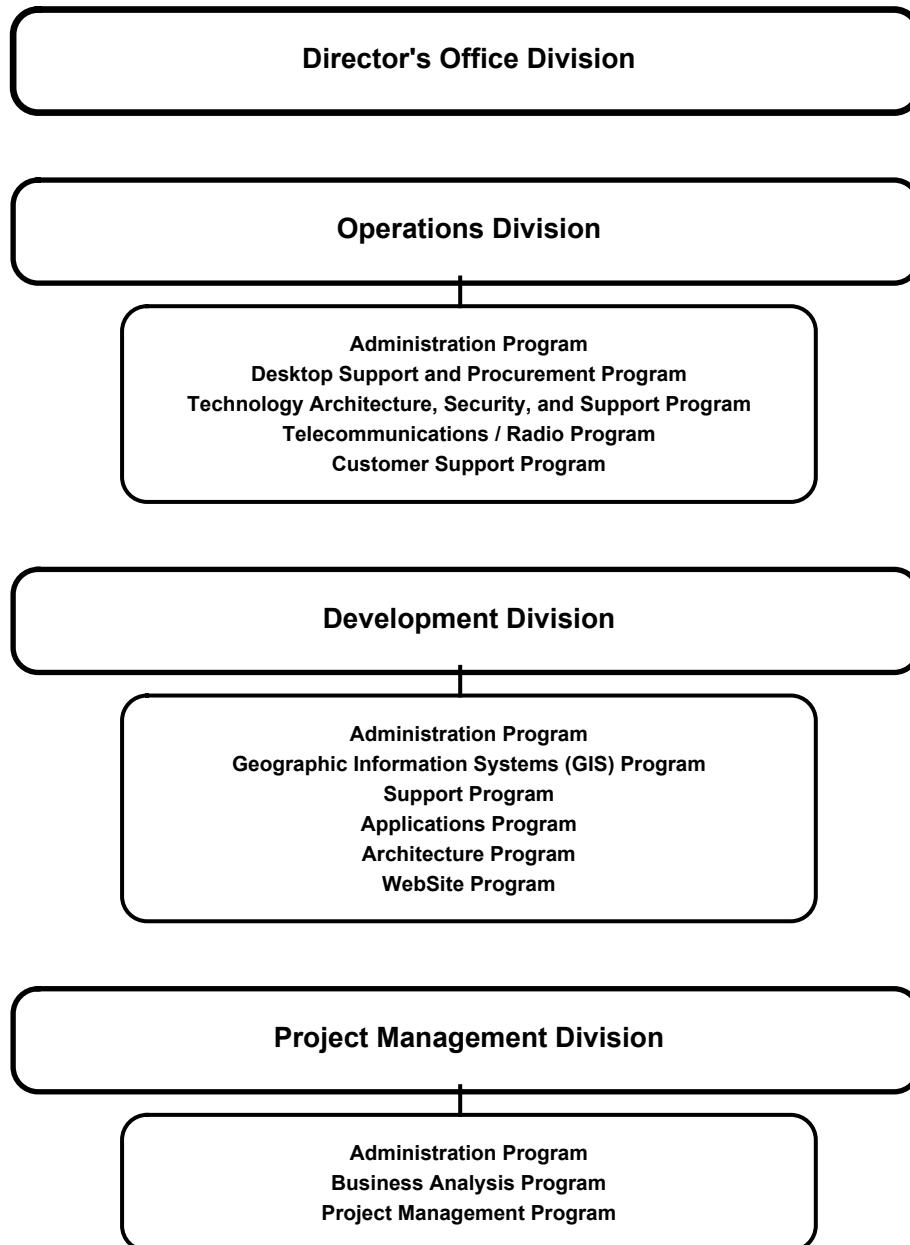 Director's Office Division
Operations Division
Administration Program
Desktop Support and Procurement Program
Technology Architecture, Security, and Support Program
Telecommunications / Radio Program
Customer Support Program
Development Division
Administration Program
Geographic Information Systems (GIS) Program
Support Program
Applications Program
Architecture Program
WebSite Program
Project Management Division
Administration Program
Business Analysis Program
Project Management Program